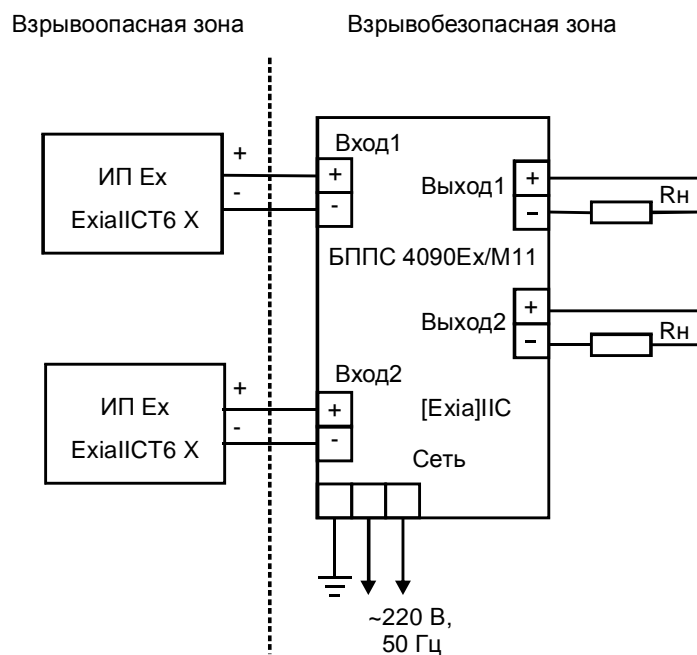 Взрывоопасная зона
Взрывобезопасная зона
ИП Ex
ExiaIICT6 X
+
-
Вход1
+
-
Выход1
+
−
Rн
БППС 4090Ex/М11
Выход2
+
−
Rн
ИП Ex
ExiaIICT6 X
+
-
Вход2
+
-
[Exia]IIC
Сеть
~220 В,
50 Гц